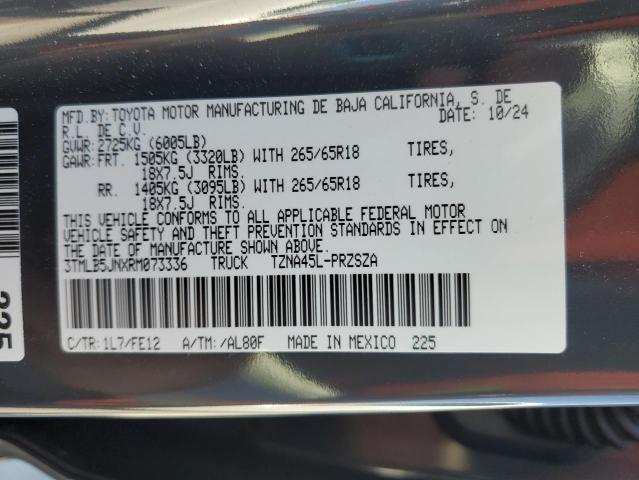 MFD.BY: TOYOTA MOTOR MANUFACTURING DE BAJA CALIFORNIA, S. DE
R.L. DE C.V. DATE: 10/24
GVWR: 2725KG (6005LB)
GAWR: FRT. 1505KG (3320LB) WITH 265/65R18 TIRES,
18X7.5J RIMS.
RR. 1405KG (3095LB) WITH 265/65R18 TIRES,
18X7.5J RIMS.
THIS VEHICLE CONFORMS TO ALL APPLICABLE FEDERAL MOTOR
VEHICLE SAFETY AND THEFT PREVENTION STANDARDS IN EFFECT ON
THE DATE OF MANUFACTURE SHOWN ABOVE.
3TMLB5JNXRM073336 TRUCK TZNA45L-PRZSZA
C/TR: 1L7/FE12 A/TM: /AL80F MADE IN MEXICO 225
225